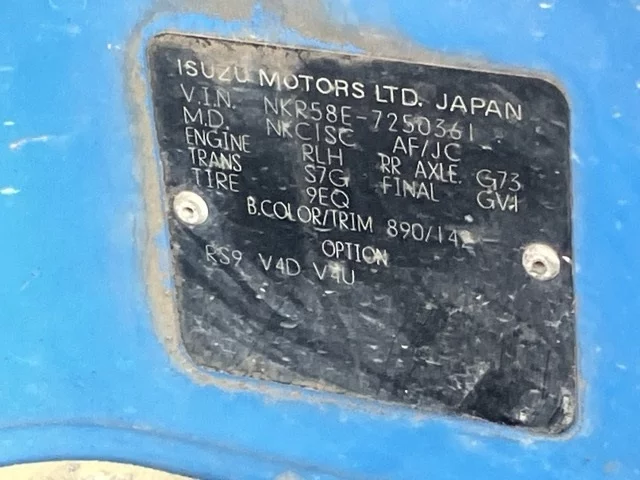 ISUZU MOTORS LTD. JAPAN
V.I.N. NKR58E-7250361
M.D. NKC1SC AF/JC
ENGINE RLH RR AXLE G73
TRANS S7G FINAL GV1
TIRE 9EQ
B.COLOR/TRIM 890/14
OPTION
RS9 V4D V4U